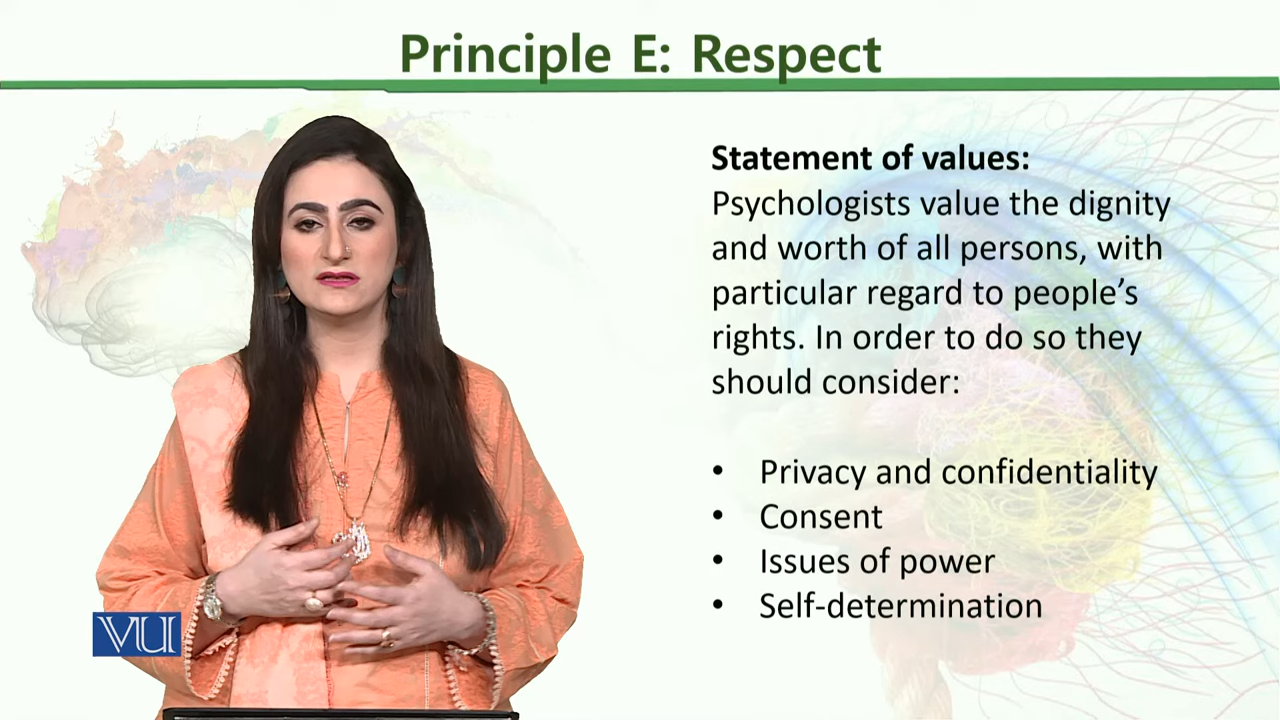 Principle E: Respect
Statement of values:
Psychologists value the dignity
and worth of all persons, with
particular regard to people’s
rights. In order to do so they
should consider:
• Privacy and confidentiality
• Consent
• Issues of power
• Self-determination
VU